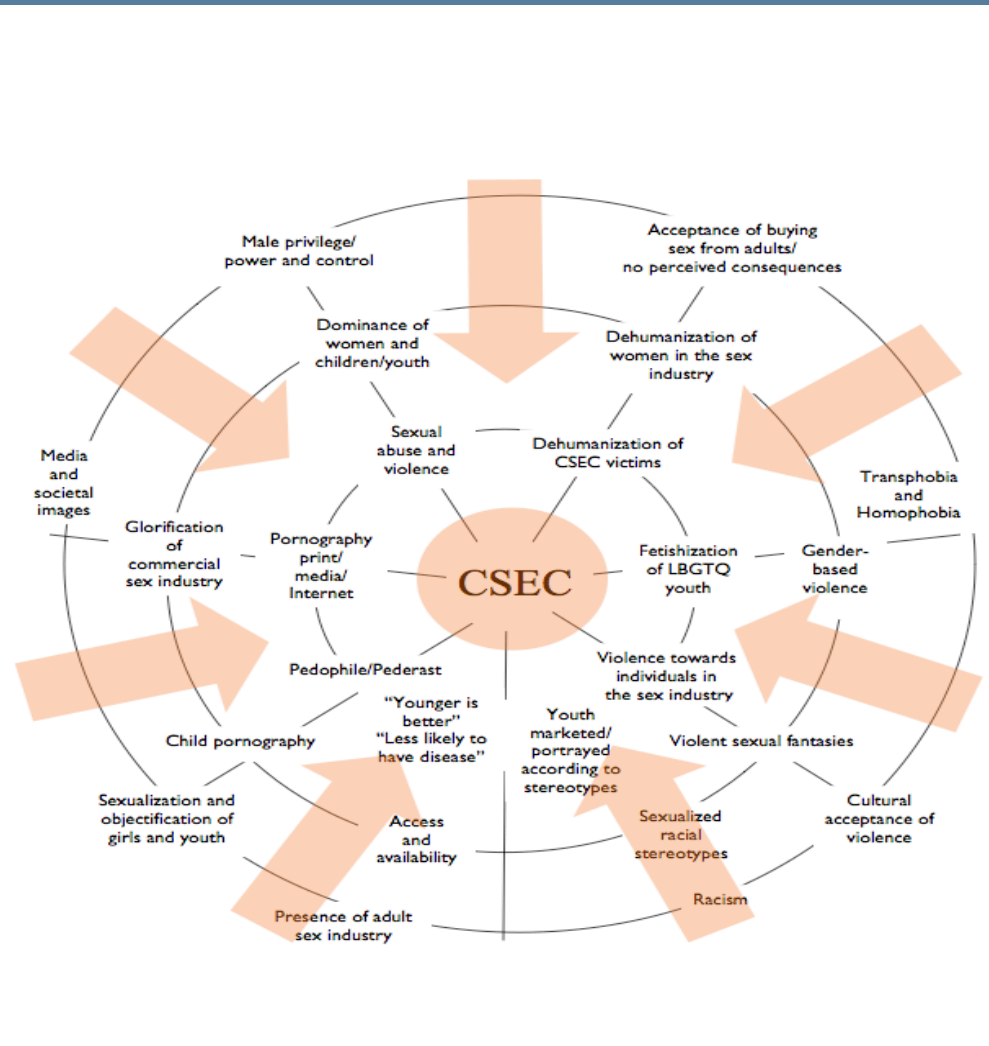 Male privilege/
power and control
Acceptance of buying
sex from adults/
no perceived consequences
Dominance of
women and
children/youth
Dehumanization of
women in the sex
industry
Sexual
abuse and
violence
Dehumanization of
CSEC victims
Media
and
societal
images
Transphobia
and
Homophobia
Glorification
of
commercial
sex industry
Pornography
print/
media/
Internet
CSEC
Fetishization
of LBGTQ
youth
Gender-
based
violence
Pedophile/Pederast
Violence towards
individuals in
the sex industry
"Younger is
better"
"Less likely to
have disease"
Youth
marketed/
portrayed
according to
stereotypes
Child pornography
Violent sexual fantasies
Sexualization and
objectification of
girls and youth
Access
and
availability
Sexualized
racial
stereotypes
Cultural
acceptance of
violence
Presence of adult
sex industry
Racism